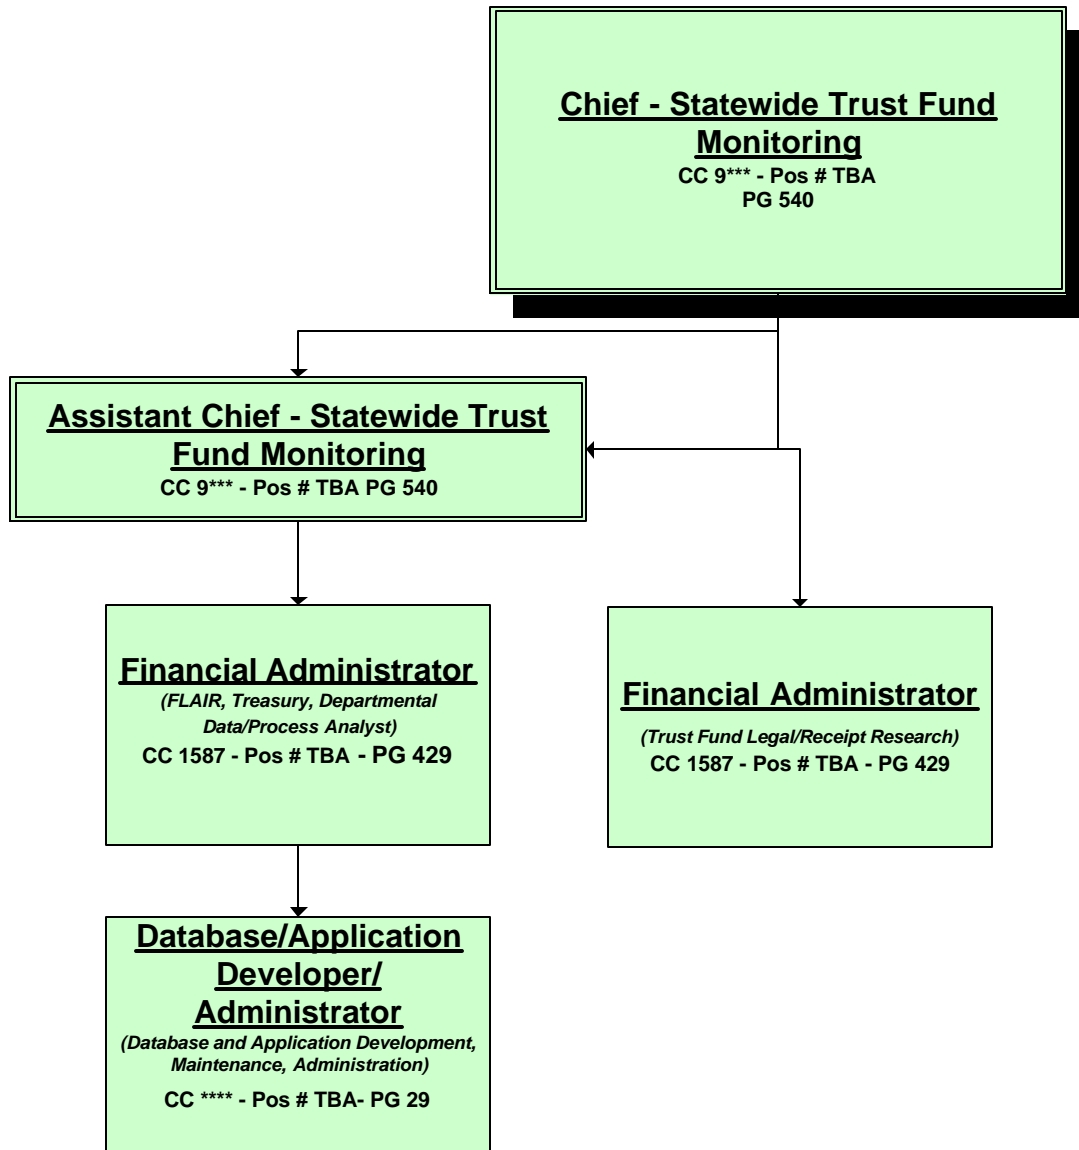 Chief - Statewide Trust Fund
Monitoring
CC 9*** - Pos # TBA
PG 540
Assistant Chief - Statewide Trust
Fund Monitoring
CC 9*** - Pos # TBA PG 540
Financial Administrator
(FLAIR, Treasury, Departmental
Data/Process Analyst)
CC 1587 - Pos # TBA - PG 429
Financial Administrator
(Trust Fund Legal/Receipt Research)
CC 1587 - Pos # TBA - PG 429
Database/Application
Developer/
Administrator
(Database and Application Development,
Maintenance, Administration)
CC **** - Pos # TBA- PG 29